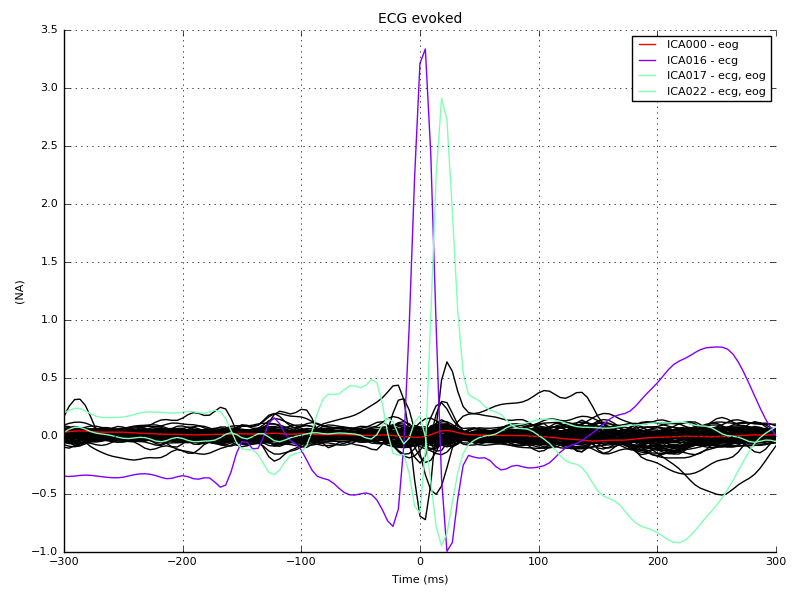 ECG evoked
3.5
3.0
2.5
2.0
1.5
1.0
0.5
0.0
−0.5
−1.0
(NA)
ICA000 - eog
ICA016 - ecg
ICA017 - ecg, eog
ICA022 - ecg, eog
−300 −200 −100 0 100 200 300
Time (ms)